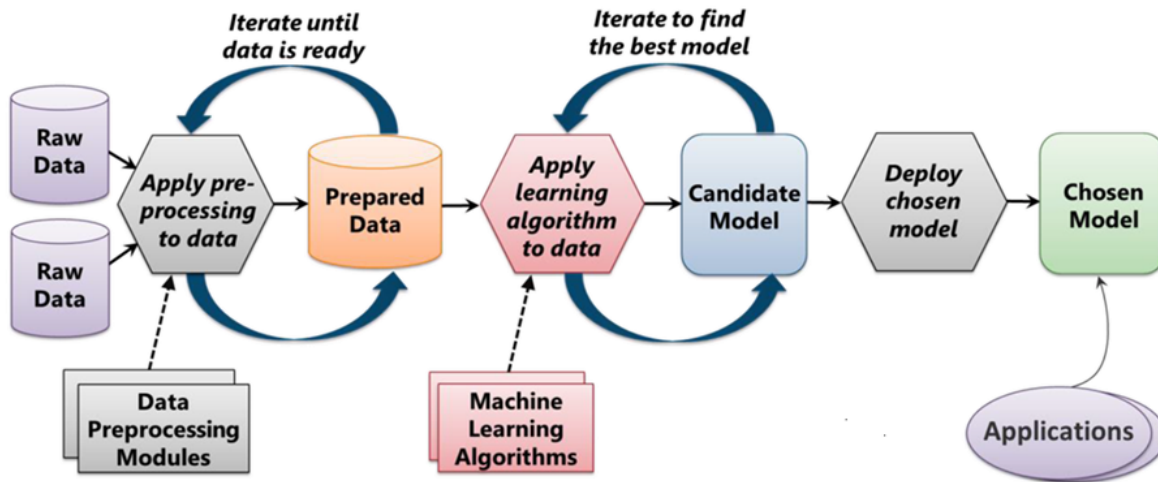 Iterate until
data is ready
Iterate to find
the best model
Raw
Data
Raw
Data
Apply pre-
processing
to data
Prepared
Data
Apply
learning
algorithm
to data
Candidate
Model
Deploy
chosen
model
Chosen
Model
Data
Preprocessing
Modules
Machine
Learning
Algorithms
Applications